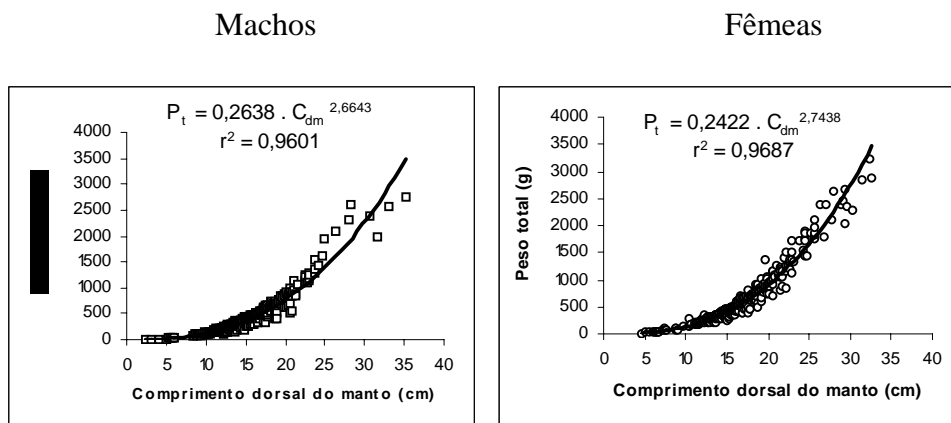 Machos
Fêmeas
P_t = 0,2638 . C_dm ^2,6643
r² = 0,9601
4000
3500
3000
2500
2000
1500
1000
500
0
0 5 10 15 20 25 30 35 40
Comprimento dorsal do manto (cm)
P_t = 0,2422 . C_dm ^2,7438
r² = 0,9687
Peso total (g)
4000
3500
3000
2500
2000
1500
1000
500
0
0 5 10 15 20 25 30 35 40
Comprimento dorsal do manto (cm)